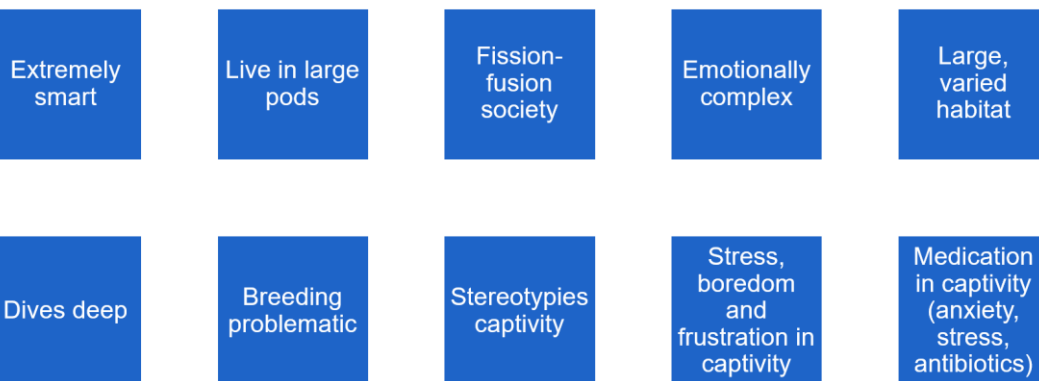 Extremely
smart
Live in large
pods
Fission-
fusion
society
Emotionally
complex
Large,
varied
habitat
Dives deep
Breeding
problematic
Stereotypies
captivity
Stress,
boredom
and
frustration in
captivity
Medication
in captivity
(anxiety,
stress,
antibiotics)